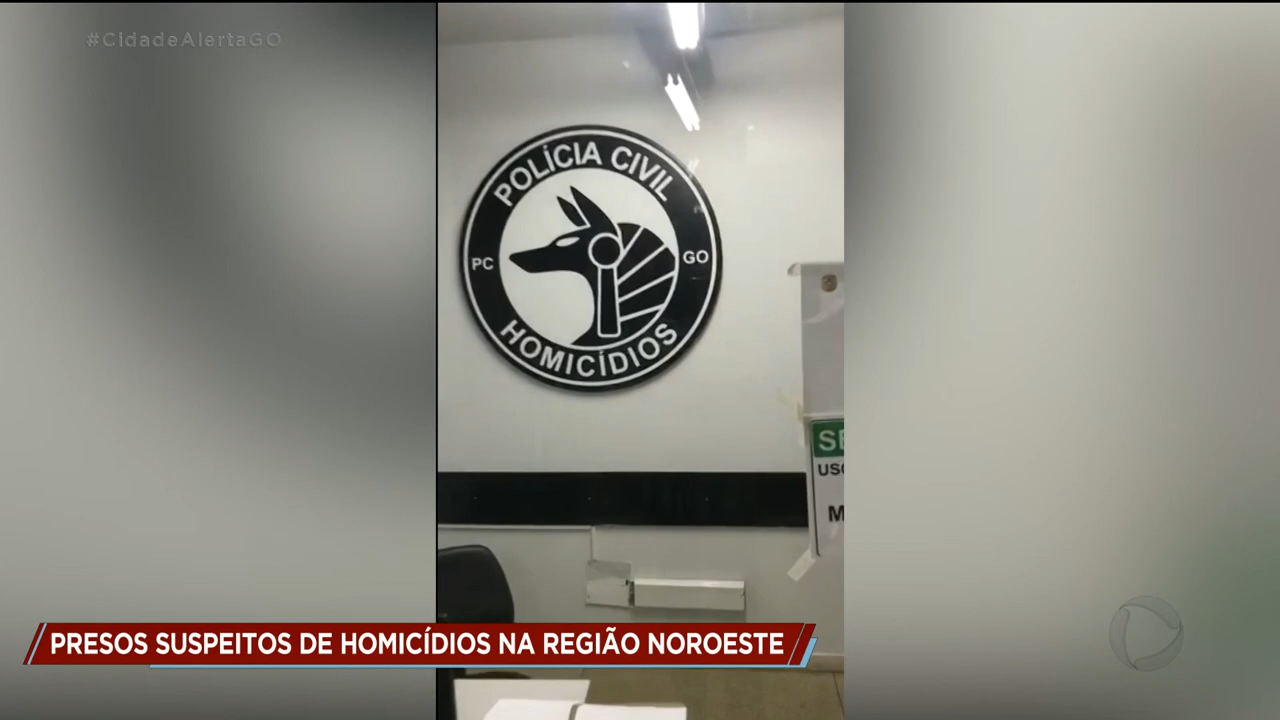 #CidadeAlertaGO
POLÍCIA CIVIL
PC
GO
HOMICÍDIOS
PRESOS SUSPEITOS DE HOMICÍDIOS NA REGIÃO NOROESTE